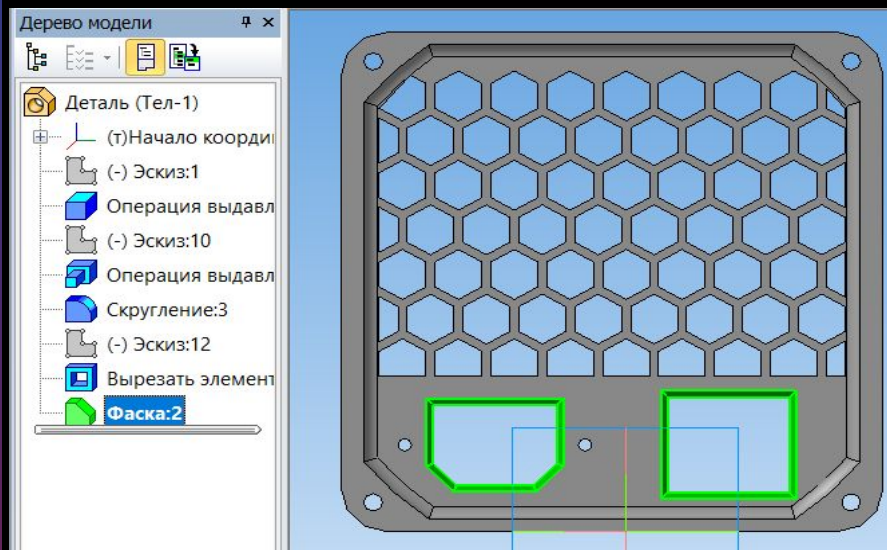 Дерево модели
Деталь (Тел-1)
(т)Начало коорди
(-) Эскиз:1
Операция выдавл
(-) Эскиз:10
Операция выдавл
Скругление:3
(-) Эскиз:12
Вырезать элемент
Фаска:2